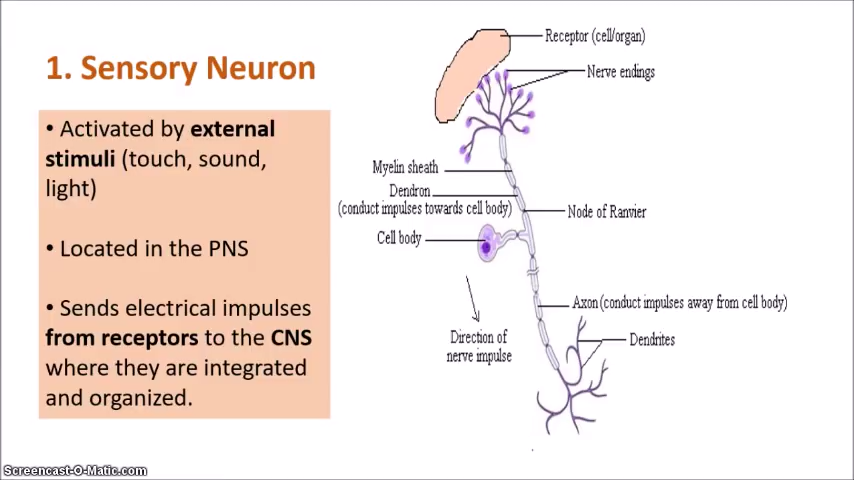 1. Sensory Neuron
• Activated by external
stimuli (touch, sound,
light)
• Located in the PNS
• Sends electrical impulses
from receptors to the CNS
where they are integrated
and organized.
Receptor (cell/organ)
Nerve endings
Myelin sheath
Dendron
(conduct impulses towards cell body)
Node of Ranvier
Cell body
Axon (conduct impulses away from cell body)
Direction of
nerve impulse
Dendrites
Screencast-O-Matic.com